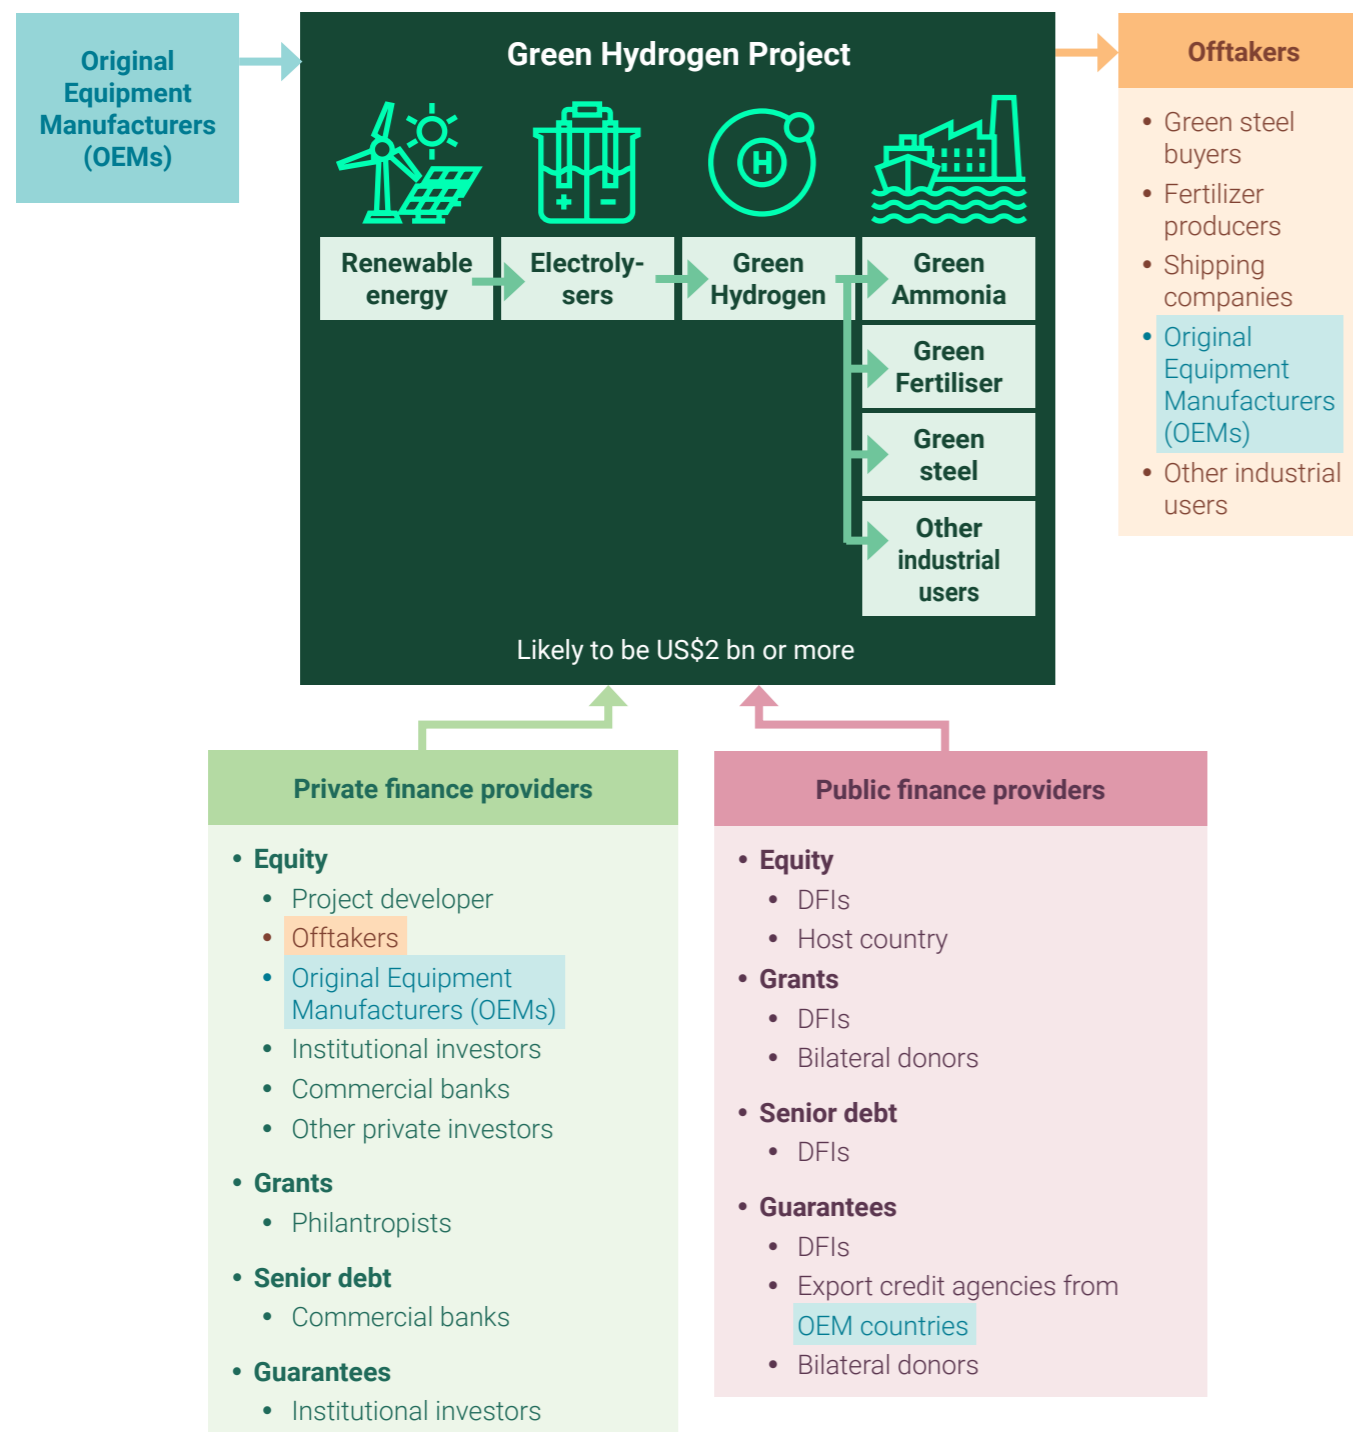 Original
Equipment
Manufacturers
(OEMs)
Green Hydrogen Project
H
+ −
Renewable
energy
Electroly-
sers
Green
Hydrogen
Green
Ammonia
Green
Fertiliser
Green
steel
Other
industrial
users
Likely to be US$2 bn or more
Offtakers
• Green steel
buyers
• Fertilizer
producers
• Shipping
companies
• Original
Equipment
Manufacturers
(OEMs)
• Other industrial
users
Private finance providers
• Equity
• Project developer
• Offtakers
• Original Equipment
Manufacturers (OEMs)
• Institutional investors
• Commercial banks
• Other private investors
• Grants
• Philantropists
• Senior debt
• Commercial banks
• Guarantees
• Institutional investors
Public finance providers
• Equity
• DFIs
• Host country
• Grants
• DFIs
• Bilateral donors
• Senior debt
• DFIs
• Guarantees
• DFIs
• Export credit agencies from
OEM countries
• Bilateral donors